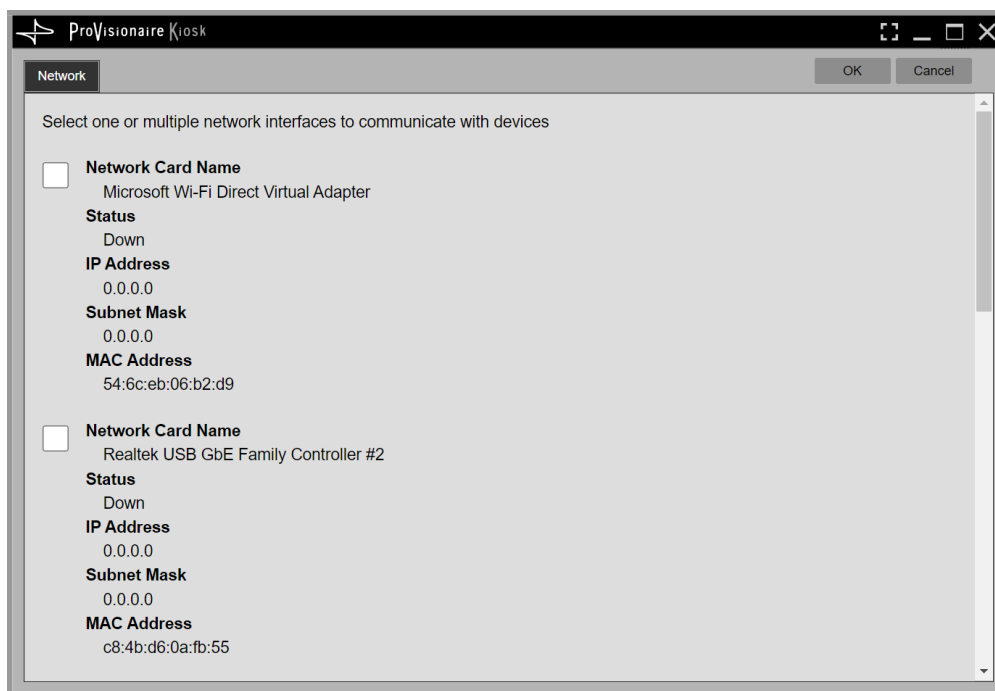 ProVisionaire Kiosk
Network
OK
Cancel
Select one or multiple network interfaces to communicate with devices
Network Card Name
Microsoft Wi-Fi Direct Virtual Adapter
Status
Down
IP Address
0.0.0.0
Subnet Mask
0.0.0.0
MAC Address
54:6c:eb:06:b2:d9
Network Card Name
Realtek USB GbE Family Controller #2
Status
Down
IP Address
0.0.0.0
Subnet Mask
0.0.0.0
MAC Address
c8:4b:d6:0a:fb:55